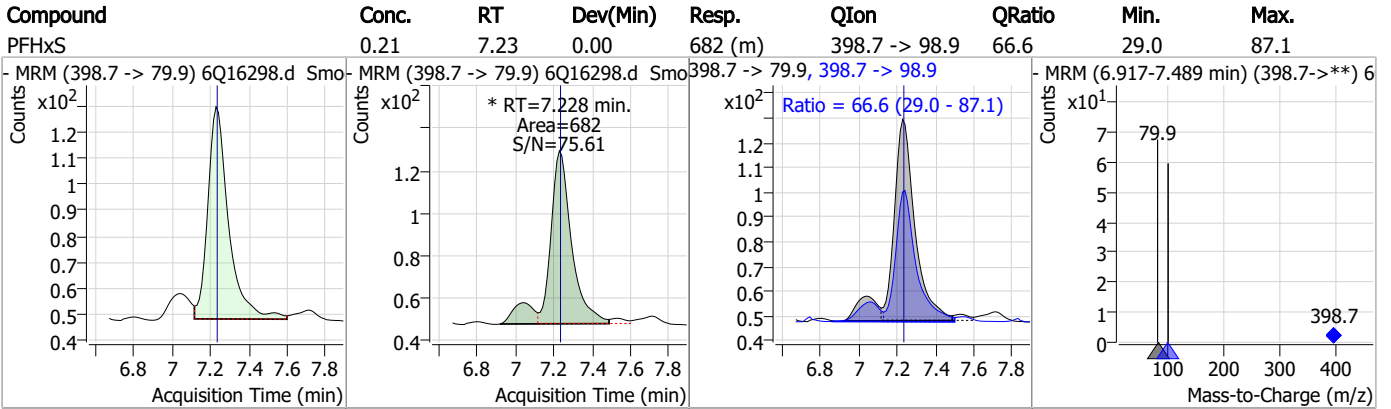 Compound Conc. RT Dev(Min) Resp. QIon QRatio Min. Max.
PFHxS 0.21 7.23 0.00 682 (m) 398.7 -> 98.9 66.6 29.0 87.1
- MRM (398.7 -> 79.9) 6Q16298.d Smo
Counts
x10²
1.2
1.1
1
0.9
0.8
0.7
0.6
0.5
0.4
6.8 7 7.2 7.4 7.6 7.8
Acquisition Time (min)
- MRM (398.7 -> 79.9) 6Q16298.d Smo
x10²
* RT=7.228 min.
Area=682
S/N=75.61
1.2
1
0.8
0.6
0.4
6.8 7 7.2 7.4 7.6 7.8
Acquisition Time (min)
398.7 -> 79.9, 398.7 -> 98.9
x10²
Ratio = 66.6 (29.0 - 87.1)
1.2
1.1
1
0.9
0.8
0.7
0.6
0.5
0.4
6.8 7 7.2 7.4 7.6 7.8
Acquisition Time (min)
- MRM (6.917-7.489 min) (398.7->**) 6
Counts
x10¹
7
6
5
4
3
2
1
0
79.9
398.7
100 200 300 400
Mass-to-Charge (m/z)